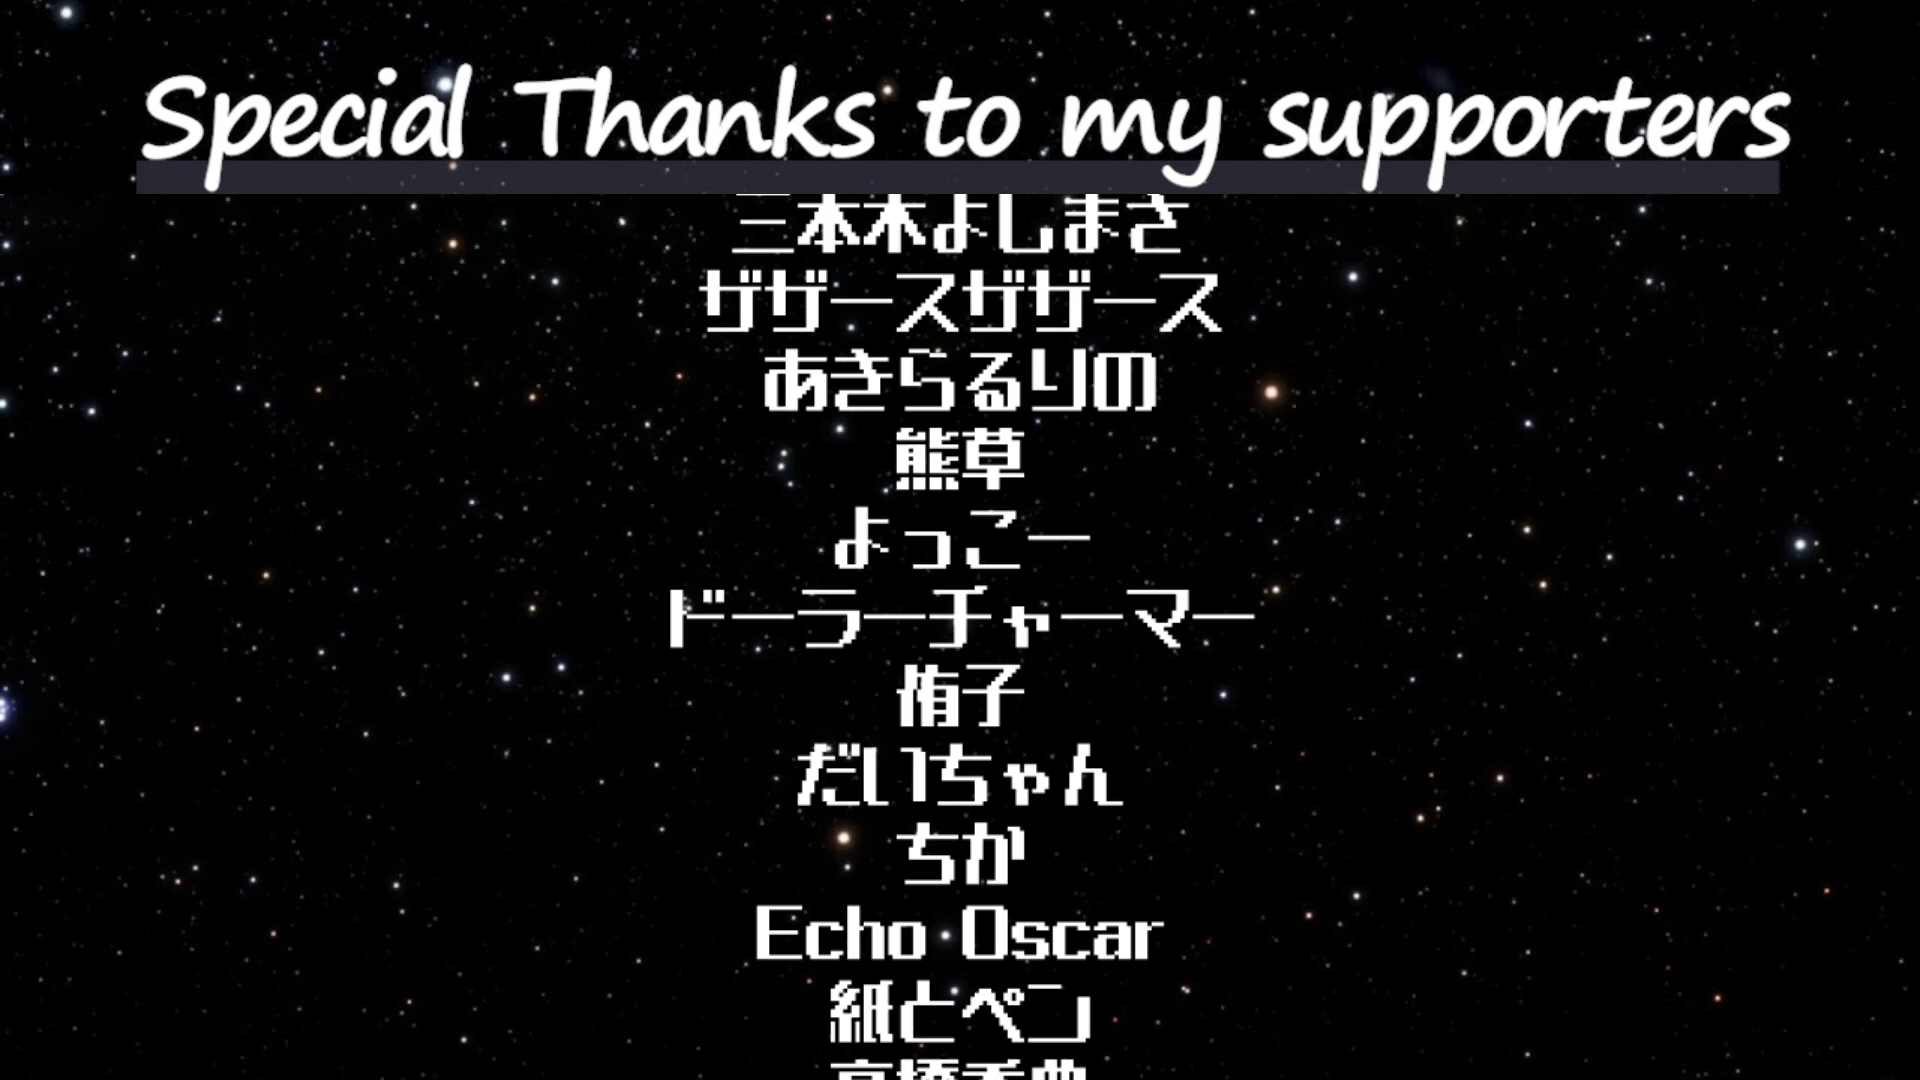 Special Thanks to my supporters
三本木よしまさ
ザザースザザース
あきらるりの
熊草
よっこー
ドーラーチャーマー
侑子
だいちゃん
ちか
Echo Oscar
紙とペン